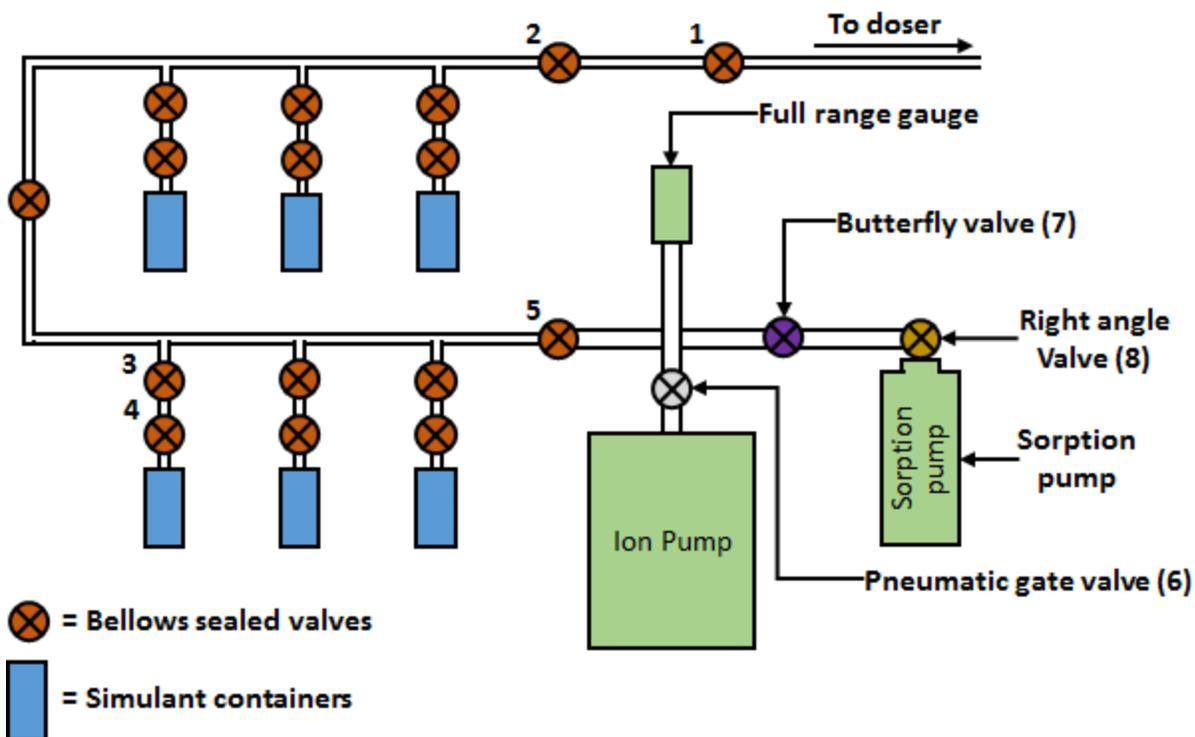 To doser
2
1
Full range gauge
Butterfly valve (7)
5
Right angle
Valve (8)
3
4
Sorption
pump
Sorption
pump
Ion Pump
Pneumatic gate valve (6)
= Bellows sealed valves
= Simulant containers